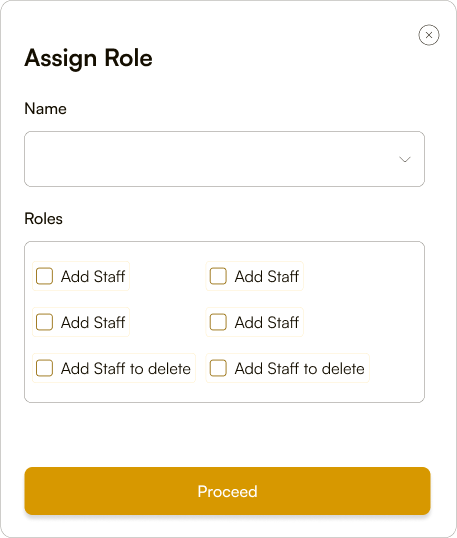 Assign Role
Name
Roles
Add Staff Add Staff
Add Staff Add Staff
Add Staff to delete Add Staff to delete
Proceed